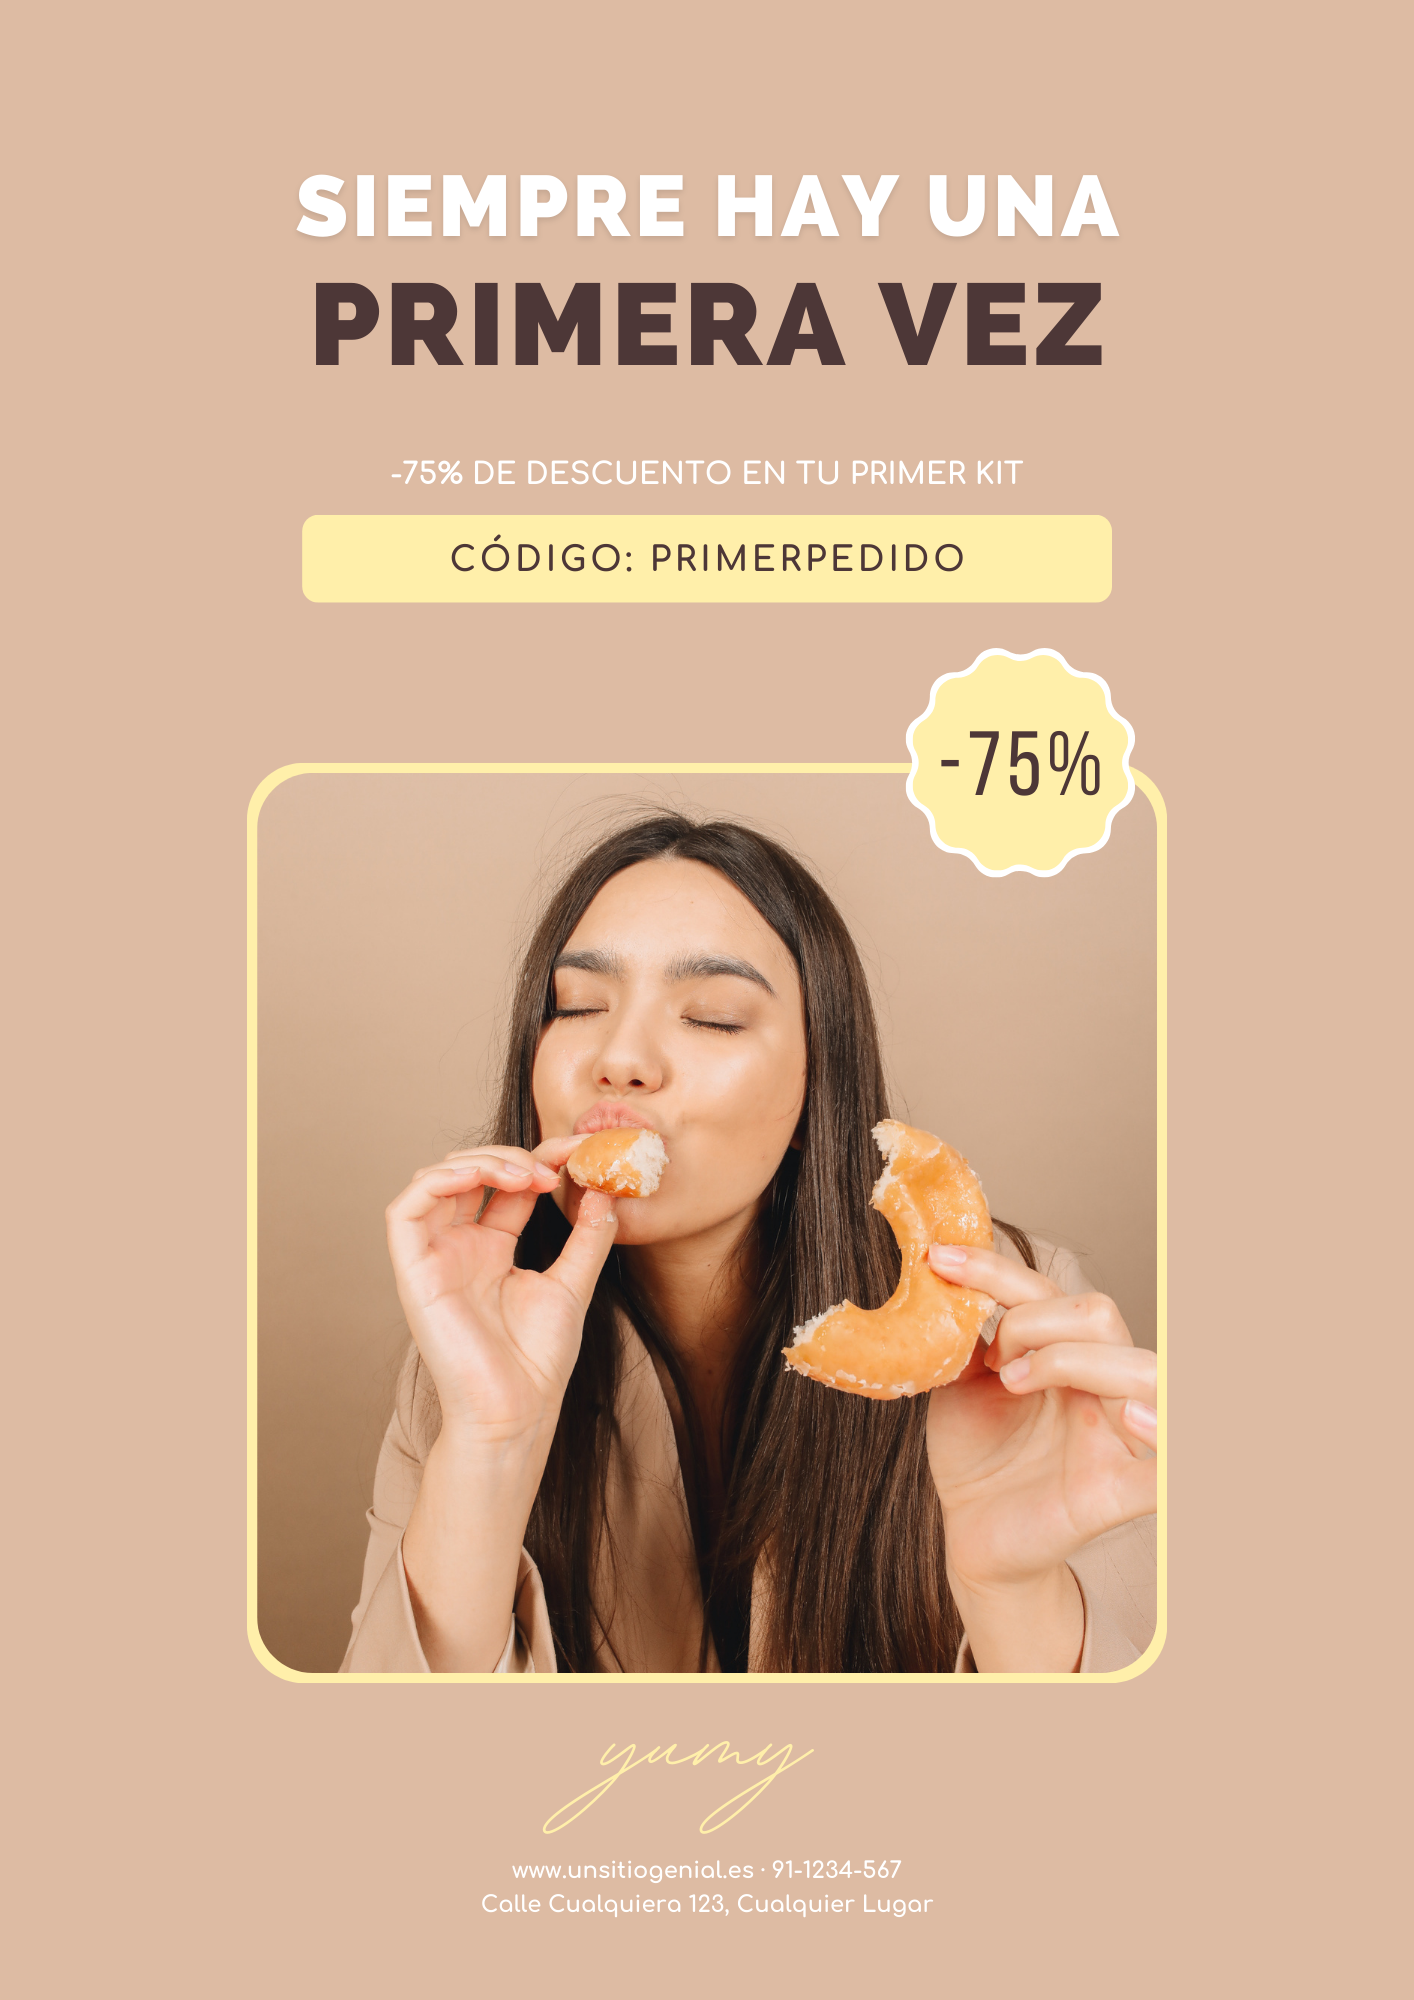 SIEMPRE HAY UNA
PRIMERA VEZ
-75% DE DESCUENTO EN TU PRIMER KIT
CÓDIGO: PRIMERPEDIDO
-75%
yumy
www.unsitiogenial.es · 91-1234-567
Calle Cualquiera 123, Cualquier Lugar